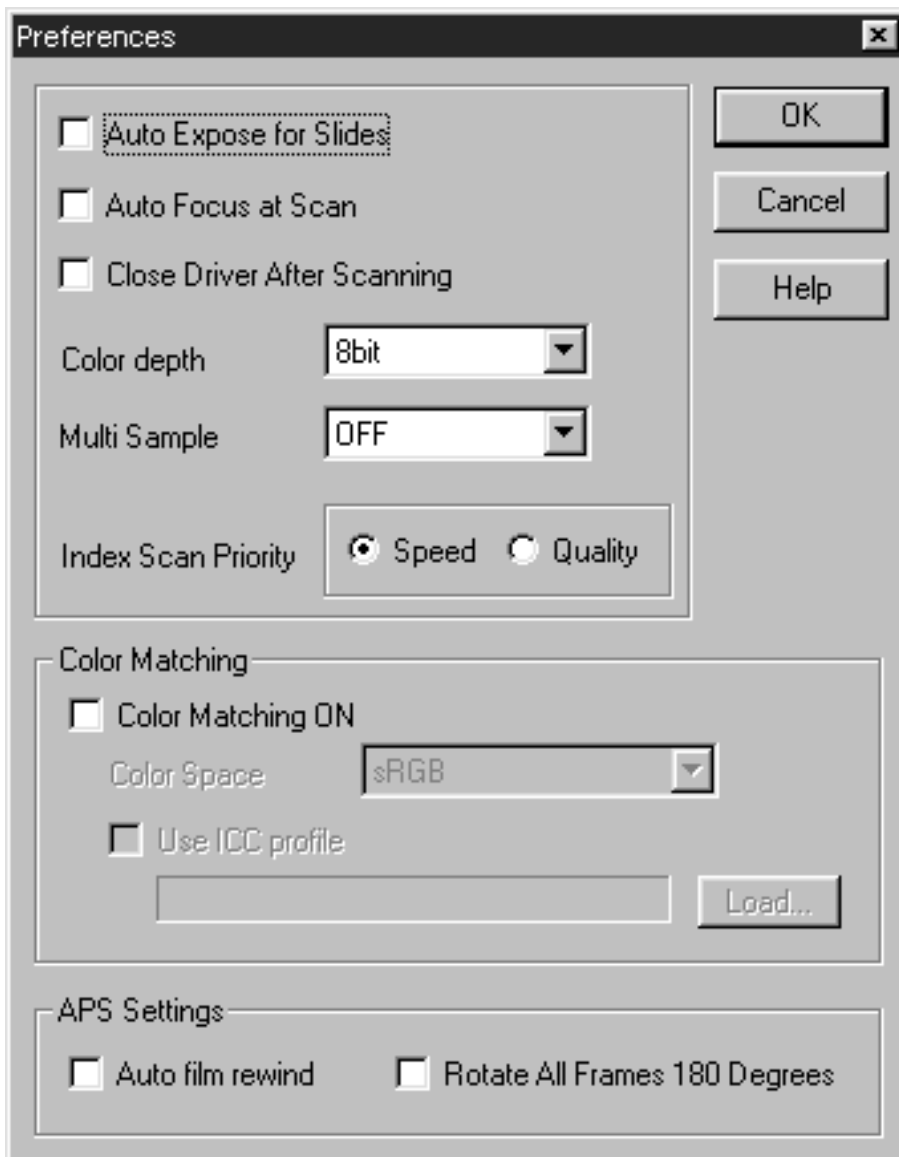 Preferences
Auto Expose for Slides
OK
Auto Focus at Scan
Cancel
Close Driver After Scanning
Help
Color depth 8bit
Multi Sample OFF
Index Scan Priority Speed Quality
Color Matching
Color Matching ON
Color Space sRGB
Use ICC profile
Load...
APS Settings
Auto film rewind Rotate All Frames 180 Degrees